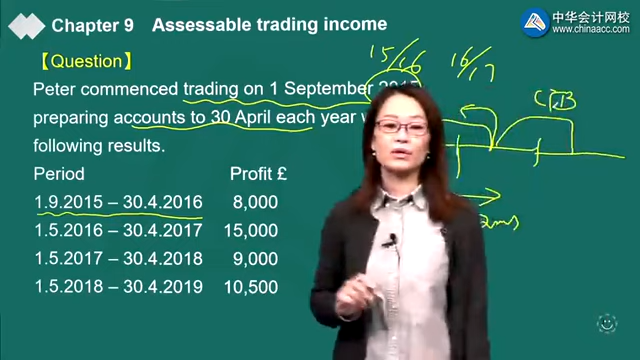 Chapter 9 Assessable trading income
中华会计网校
www.chinaacc.com
【Question】
15/16
16/17
Peter commenced trading on 1 September 2015
CYB
preparing accounts to 30 April each year
following results.
Period Profit £
1.9.2015 – 30.4.2016 8,000
1.5.2016 – 30.4.2017 15,000
1.5.2017 – 30.4.2018 9,000
1.5.2018 – 30.4.2019 10,500